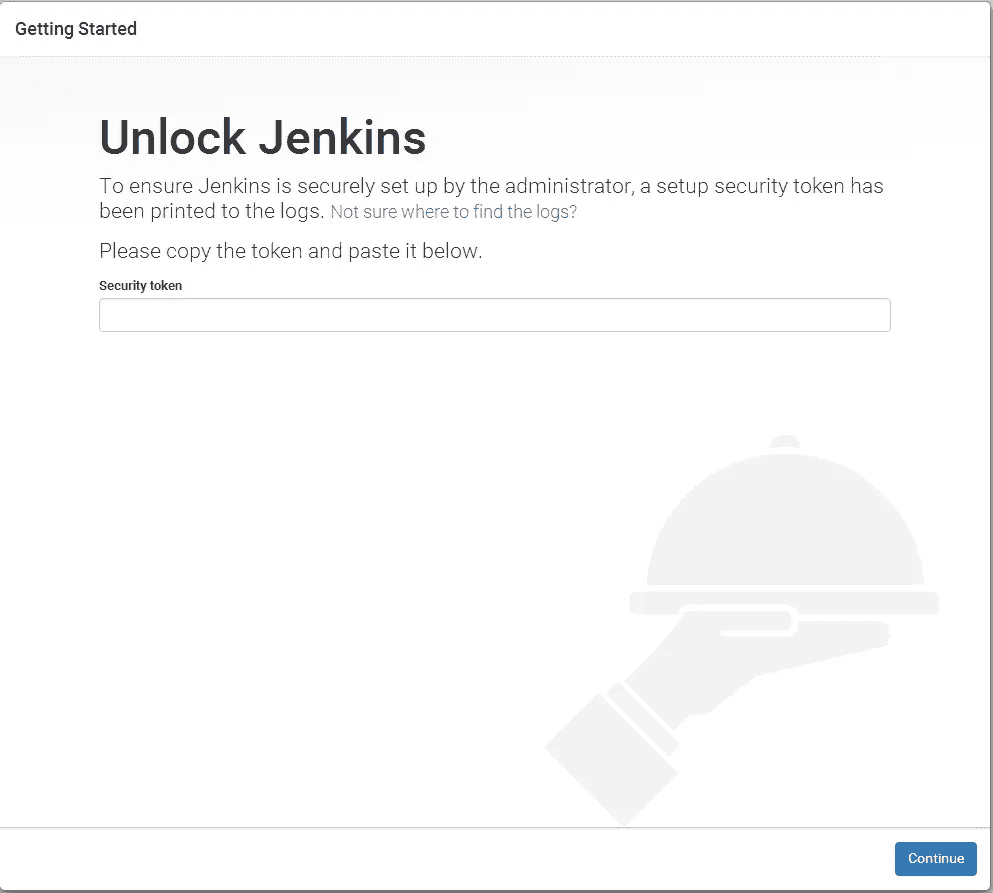 Getting Started
Unlock Jenkins
To ensure Jenkins is securely set up by the administrator, a setup security token has
been printed to the logs. Not sure where to find the logs?
Please copy the token and paste it below.
Security token
Continue